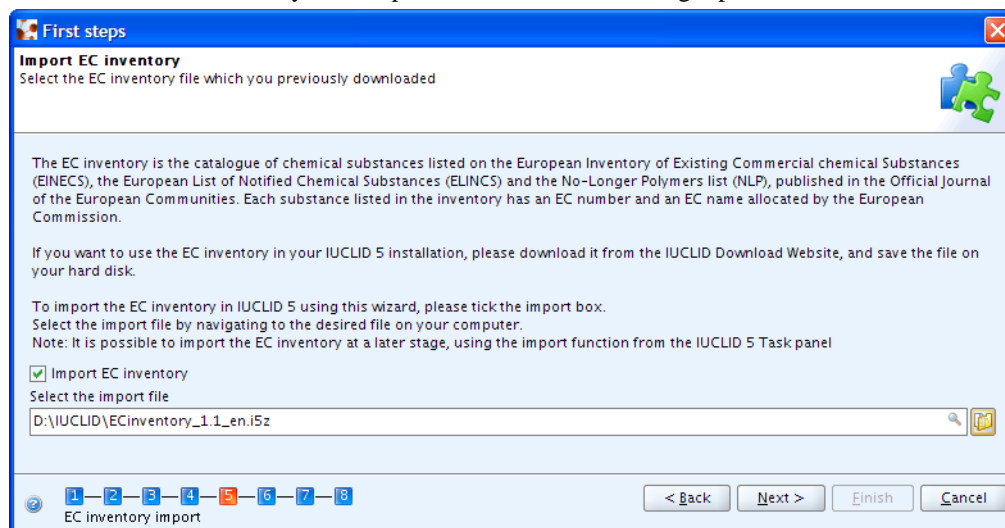 First steps
Import EC inventory
Select the EC inventory file which you previously downloaded
The EC inventory is the catalogue of chemical substances listed on the European Inventory of Existing Commercial chemical Substances
(EINECS), the European List of Notified Chemical Substances (ELINCS) and the No-Longer Polymers list (NLP), published in the Official Journal
of the European Communities. Each substance listed in the inventory has an EC number and an EC name allocated by the European
Commission.
If you want to use the EC inventory in your IUCLID 5 installation, please download it from the IUCLID Download Website, and save the file on
your hard disk.
To import the EC inventory in IUCLID 5 using this wizard, please tick the import box.
Select the import file by navigating to the desired file on your computer.
Note: It is possible to import the EC inventory at a later stage, using the import function from the IUCLID 5 Task panel
Import EC inventory
Select the import file
D:\IUCLID\ECinventory_1.1_en.i5z
1 2 3 4 5 6 7 8
EC inventory import
< Back Next > Finish Cancel